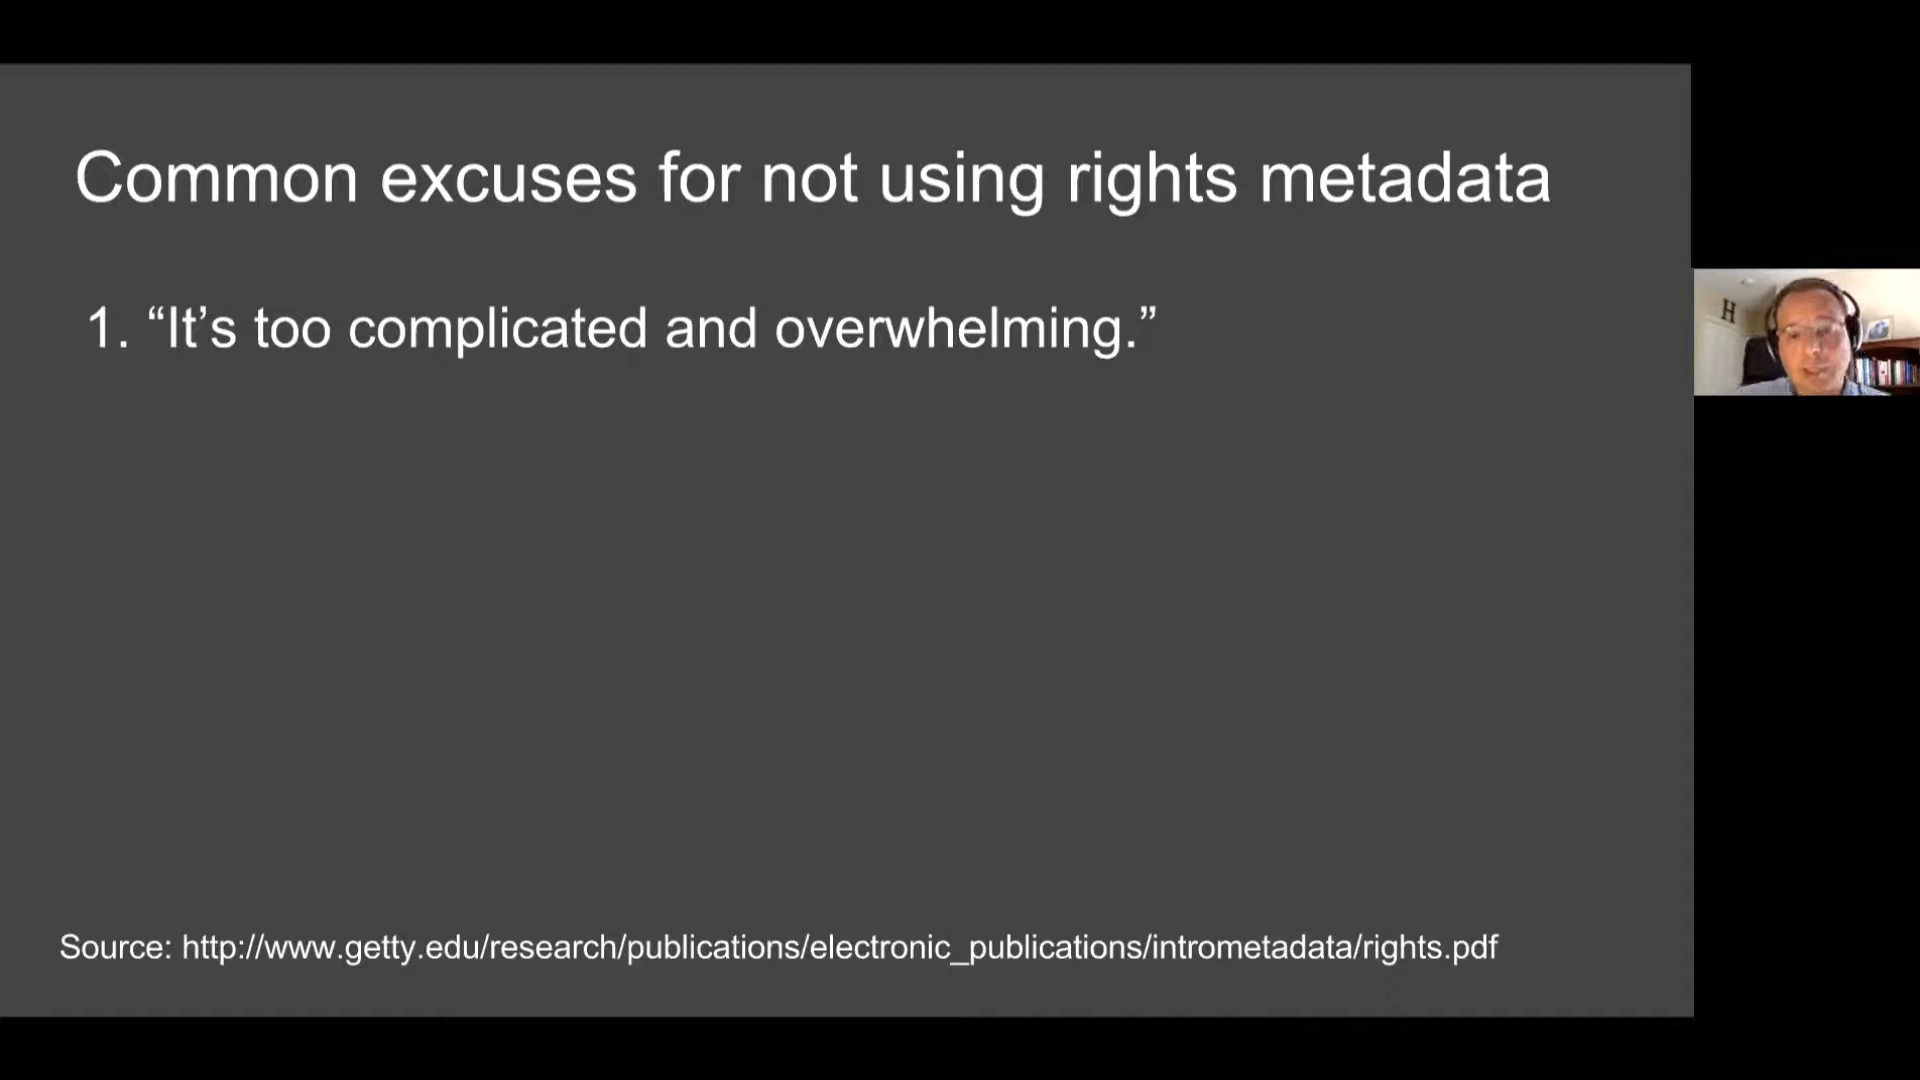 Common excuses for not using rights metadata
1. “It’s too complicated and overwhelming.”
H
Source: http://www.getty.edu/research/publications/electronic_publications/intrometadata/rights.pdf